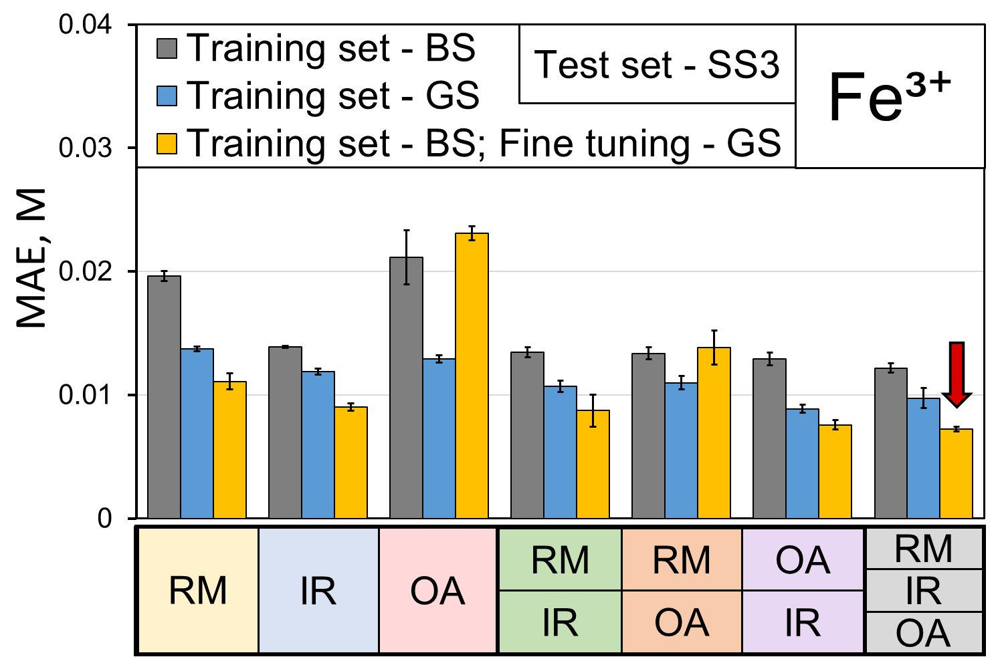 0.04
0.03
0.02
0.01
0
MAE, M
Training set - BS
Training set - GS
Training set - BS; Fine tuning - GS
Test set - SS3
Fe³⁺
RM
IR
OA
RM
IR
RM
OA
OA
IR
RM
IR
OA